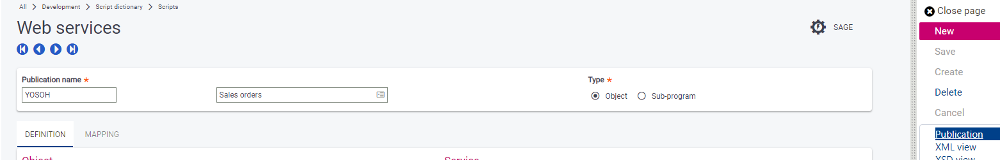 All Development Script dictionary Scripts
Close page
Web services
SAGE
New
Save
Publication name *
Type *
Create
YOSOH
Sales orders
Object Sub-program
Delete
Cancel
DEFINITION MAPPING
Publication
XML view
Object
Service
XSD view